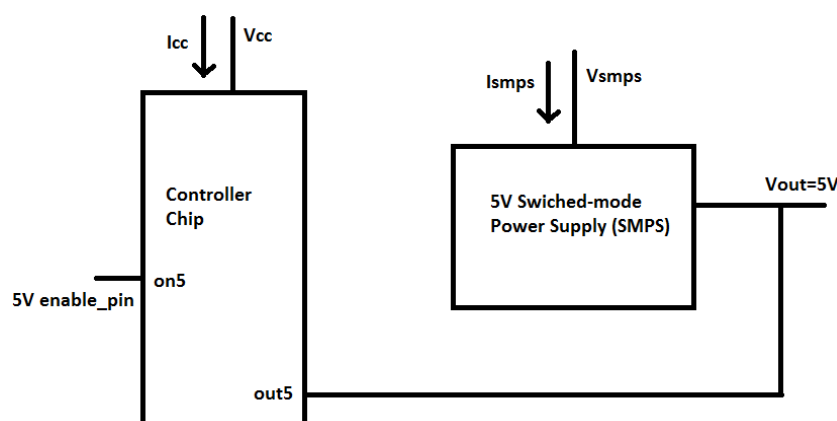 Icc
Vcc
Ismps
Vsmps
Controller
Chip
5V Swiched-mode
Power Supply (SMPS)
Vout=5V
on5
5V enable_pin
out5